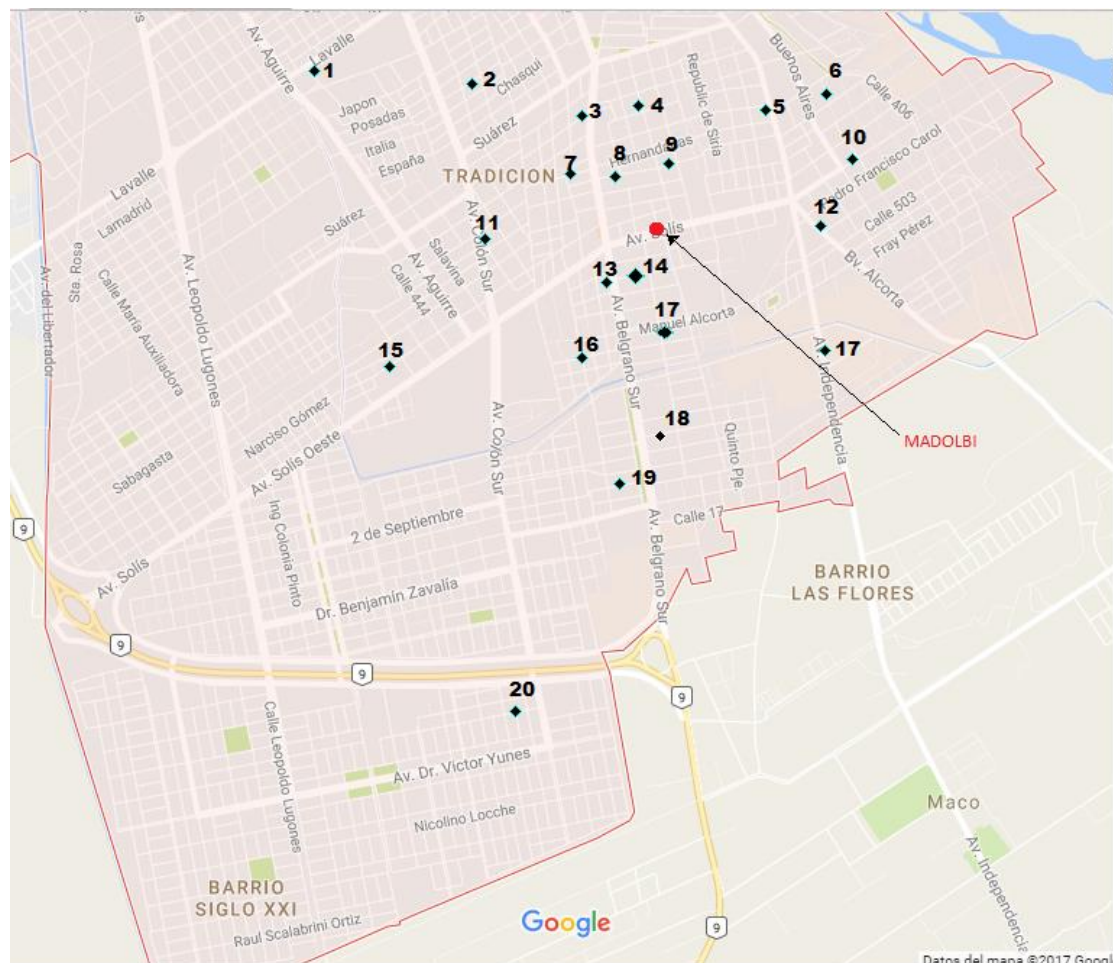 Av. Aguirre
Lavalle
1
2
Chasqui
Republic de Siria
Buenos Aires
6
Calle 406
Japon
Posadas
Italia
España
Suárez
3
4
5
TRADICION
7
8
9
10
Hernandarias
Pedro Francisco Carol
Calle 503
Fray Pérez
Lavalle
Lamadrid
Suárez
Av. Colón Sur
11
12
Av. Solís
Sta. Rosa
Av. del Libertador
Calle María Auxiliadora
Av. Leopoldo Lugones
Salavina
Av. Aguirre
Calle 444
13
14
Bv. Alcorta
17
Manuel Alcorta
15
16
Av. Belgrano Sur
17
Av. Independencia
Narciso Gómez
Av. Colón Sur
18
MADOLBI
Sabagasta
Av. Solís Oeste
19
Quinto Pje.
9
2 de Septiembre
Calle 17
Ing Colonia Pinto
Av. Belgrano Sur
Av. Solís
Dr. Benjamín Zavalía
BARRIO
LAS FLORES
9
9
9
20
Calle Leopoldo Lugones
Av. Dr. Victor Yunes
Maco
Nicolino Locche
Av. Independencia
BARRIO
SIGLO XXI
Raul Scalabrini Ortiz
Google
9
Datos del mapa ©2017 Google